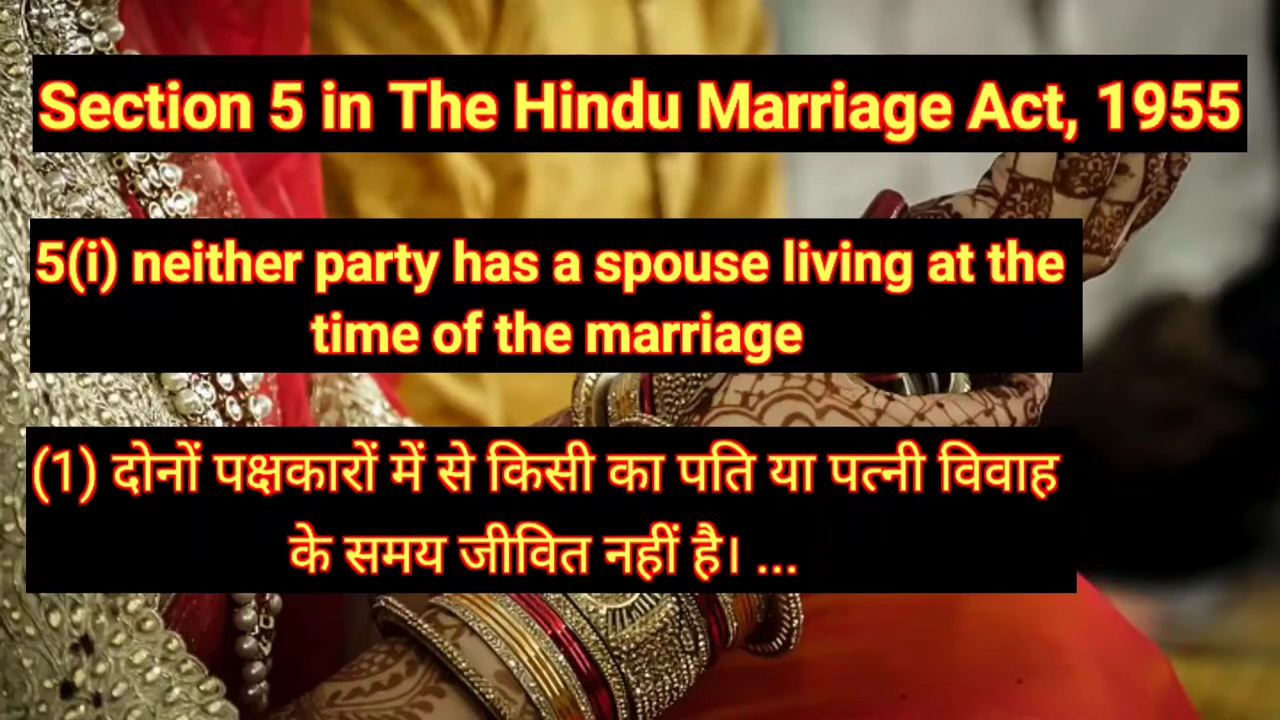 Section 5 in The Hindu Marriage Act, 1955
5(i) neither party has a spouse living at the
time of the marriage
(1) दोनों पक्षकारों में से किसी का पति या पत्नी विवाह
के समय जीवित नहीं है। ...